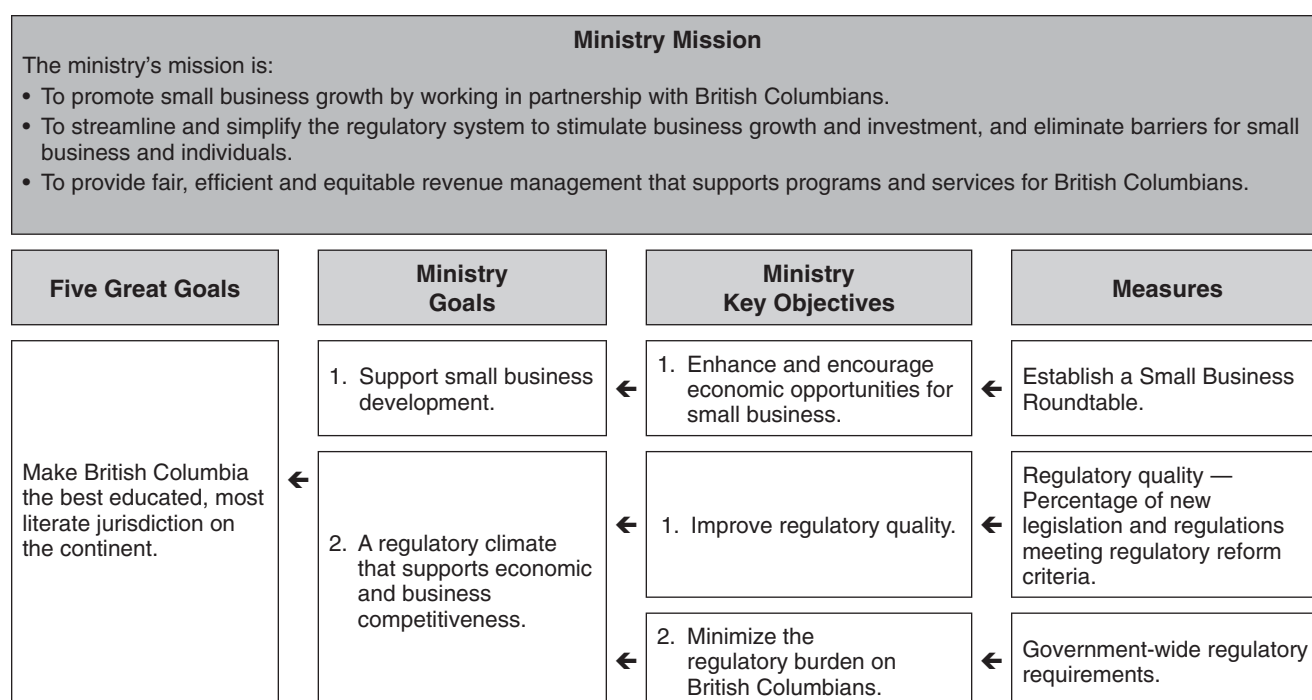 Ministry Mission
The ministry's mission is:
• To promote small business growth by working in partnership with British Columbians.
• To streamline and simplify the regulatory system to stimulate business growth and investment, and eliminate barriers for small
business and individuals.
• To provide fair, efficient and equitable revenue management that supports programs and services for British Columbians.
Five Great Goals
Ministry
Goals
Ministry
Key Objectives
Measures
Make British Columbia
the best educated, most
literate jurisdiction on
the continent.
1. Support small business
development.
1. Enhance and encourage
economic opportunities for
small business.
Establish a Small Business
Roundtable.
2. A regulatory climate
that supports economic
and business
competitiveness.
1. Improve regulatory quality.
Regulatory quality —
Percentage of new
legislation and regulations
meeting regulatory reform
criteria.
2. Minimize the
regulatory burden on
British Columbians.
Government-wide regulatory
requirements.